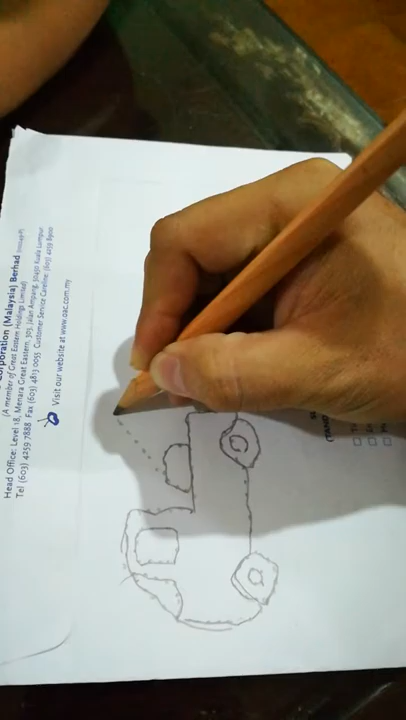 Corporation (Malaysia) Berhad
(A member of Great Eastern Holdings Limited)
Head Office: Level 18, Menara Great Eastern, 303, Jalan Ampang, 50450 Kuala Lumpur
Tel (603) 4259 7888 Fax (603) 4813 0055 Customer Service Careline: (603) 4259 8900
Visit our website at www.oac.com.my